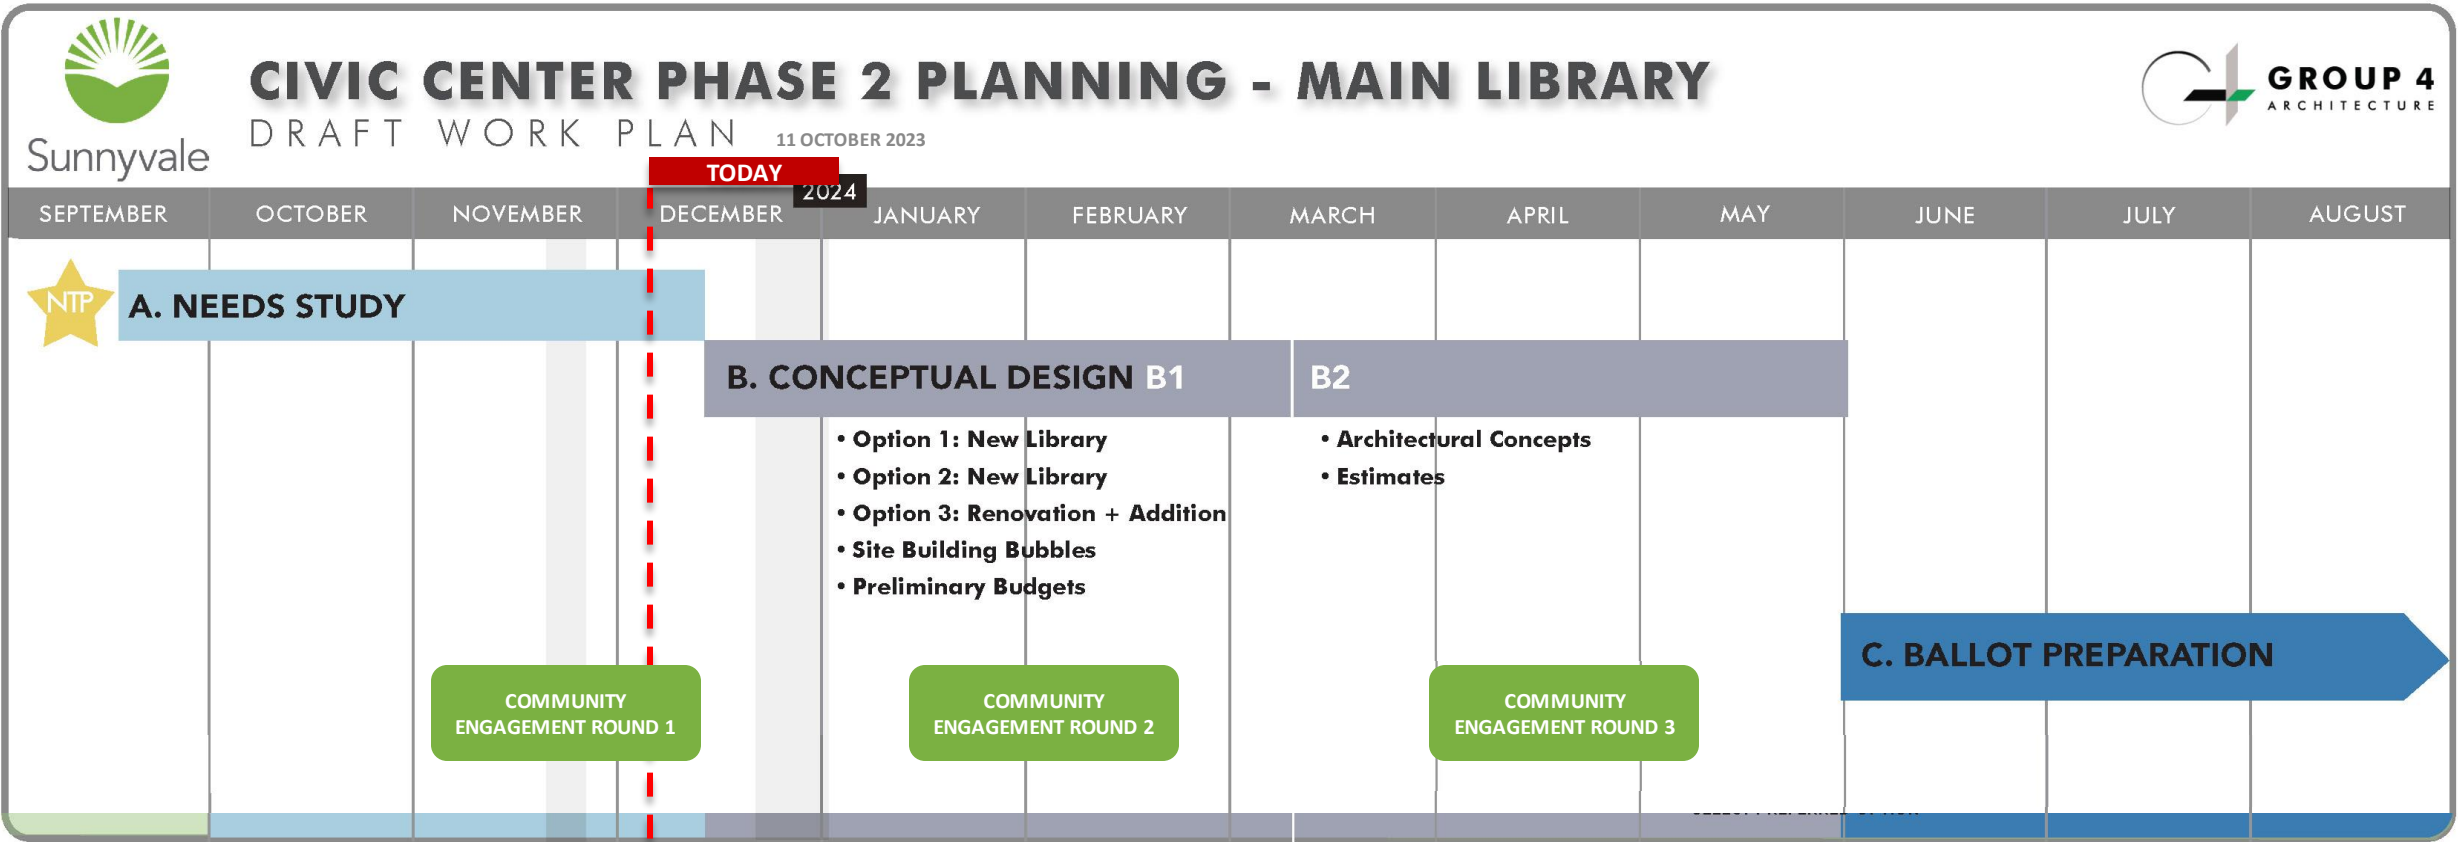 CIVIC CENTER PHASE 2 PLANNING - MAIN LIBRARY
DRAFT WORK PLAN 11 OCTOBER 2023
Sunnyvale
GROUP 4
ARCHITECTURE
TODAY
2024
SEPTEMBER OCTOBER NOVEMBER DECEMBER JANUARY FEBRUARY MARCH APRIL MAY JUNE JULY AUGUST
NTP
A. NEEDS STUDY
B. CONCEPTUAL DESIGN B1
B2
• Option 1: New Library
• Option 2: New Library
• Option 3: Renovation + Addition
• Site Building Bubbles
• Preliminary Budgets
• Architectural Concepts
• Estimates
C. BALLOT PREPARATION
COMMUNITY
ENGAGEMENT ROUND 1
COMMUNITY
ENGAGEMENT ROUND 2
COMMUNITY
ENGAGEMENT ROUND 3